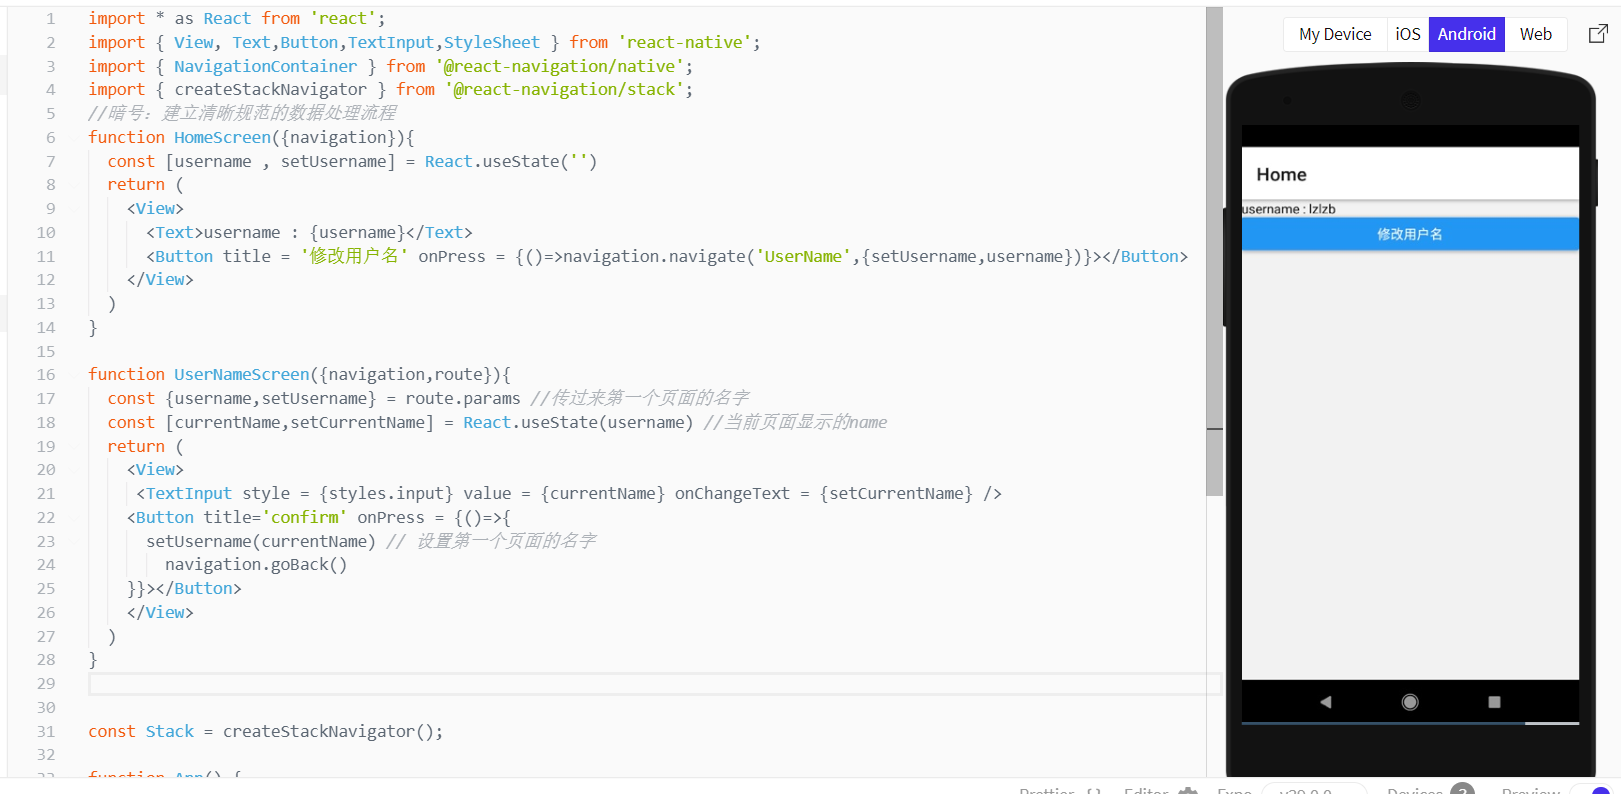 1 import * as React from 'react';
2 import { View, Text,Button,TextInput,StyleSheet } from 'react-native';
3 import { NavigationContainer } from '@react-navigation/native';
4 import { createStackNavigator } from '@react-navigation/stack';
5 //暗号：建立清晰规范的数据处理流程
6 function HomeScreen({navigation}){
7 const [username , setUsername] = React.useState('')
8 return (
9 <View>
10 <Text>username : {username}</Text>
11 <Button title = '修改用户名' onPress = {()=>navigation.navigate('UserName',{setUsername,username})}></Button>
12 </View>
13 )
14 }
15
16 function UserNameScreen({navigation,route}){
17 const {username,setUsername} = route.params //传过来第一个页面的名字
18 const [currentName,setCurrentName] = React.useState(username) //当前页面显示的name
19 return (
20 <View>
21 <TextInput style = {styles.input} value = {currentName} onChangeText = {setCurrentName} />
22 <Button title='confirm' onPress = {()=>{
23 setUsername(currentName) // 设置第一个页面的名字
24 navigation.goBack()
25 }}></Button>
26 </View>
27 )
28 }
29
30
31 const Stack = createStackNavigator();
32
33 function App() {
My Device iOS Android Web
Home
username : lzlzb
修改用户名
Prettier {} Editor Expo v39.0.0 Devices 2 Preview